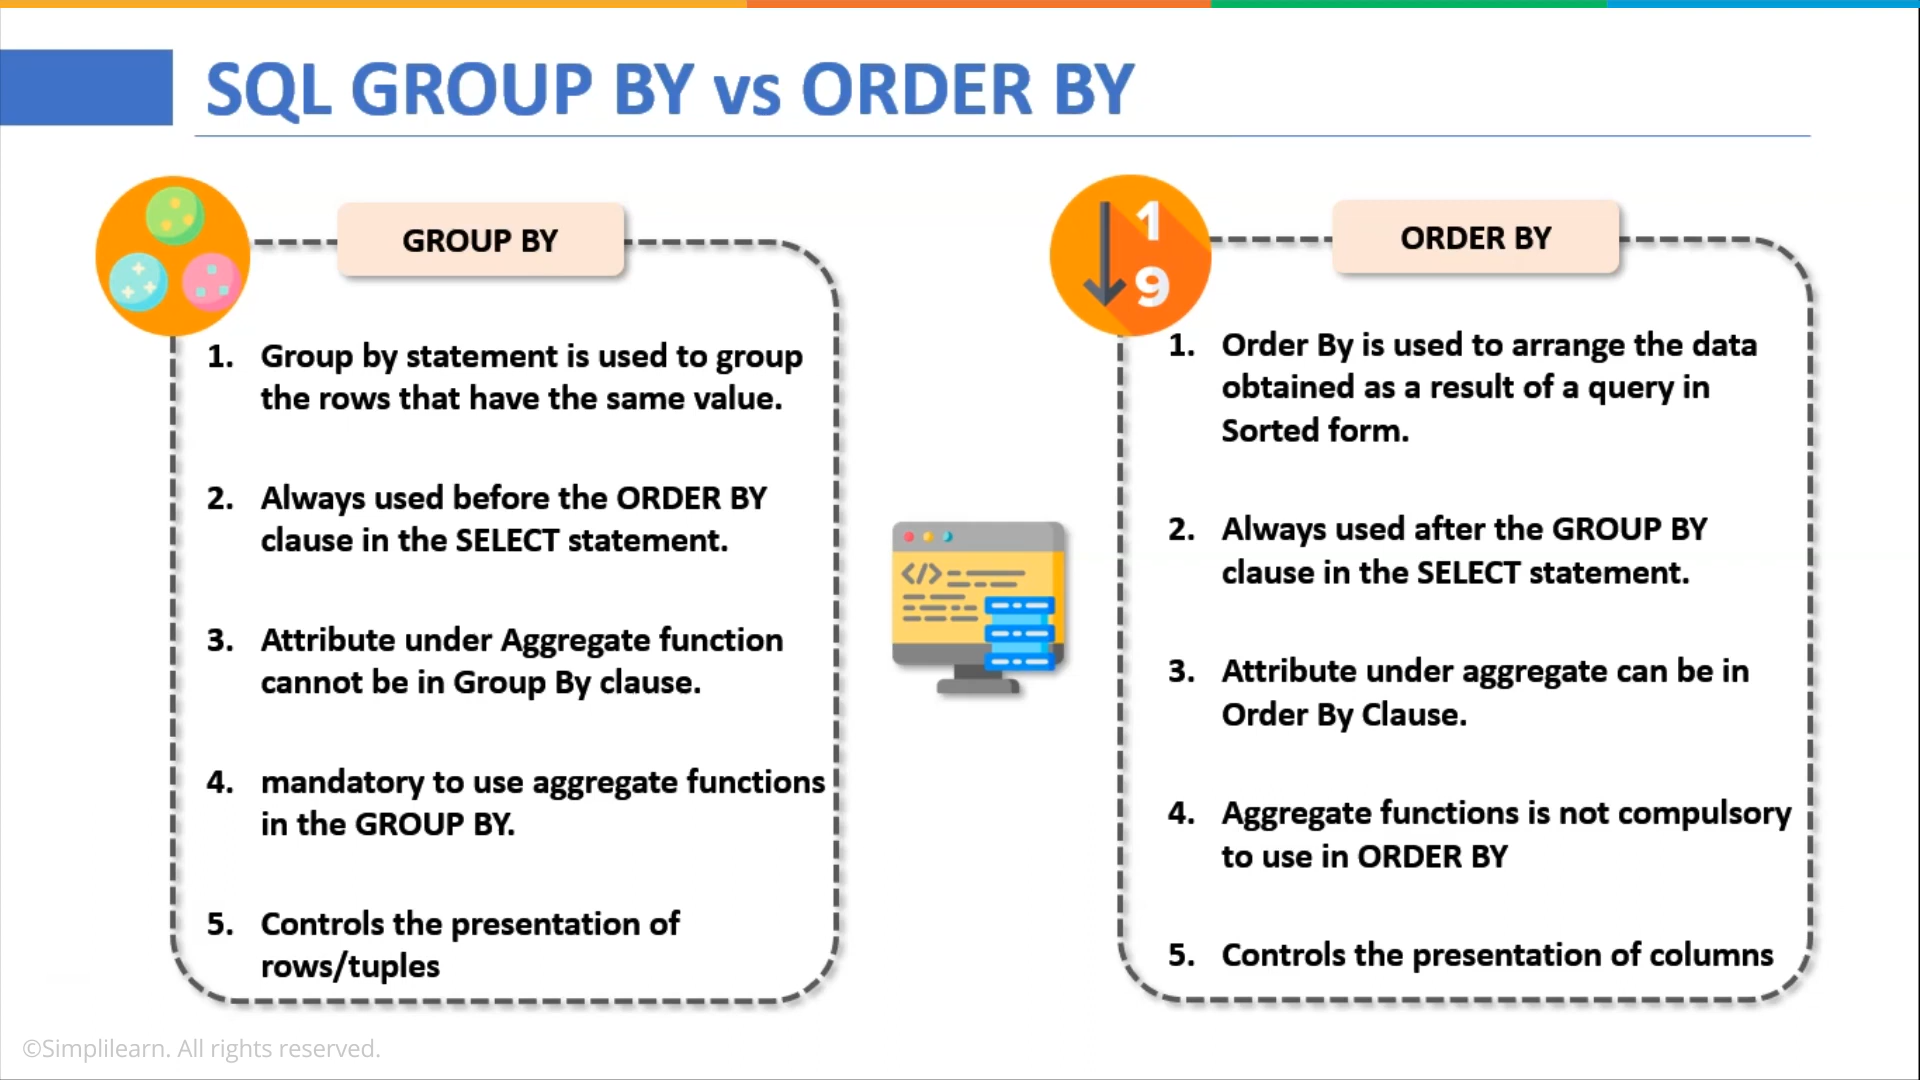 SQL GROUP BY vs ORDER BY
GROUP BY
1. Group by statement is used to group
the rows that have the same value.
2. Always used before the ORDER BY
clause in the SELECT statement.
3. Attribute under Aggregate function
cannot be in Group By clause.
4. mandatory to use aggregate functions
in the GROUP BY.
5. Controls the presentation of
rows/tuples
1
9
ORDER BY
1. Order By is used to arrange the data
obtained as a result of a query in
Sorted form.
2. Always used after the GROUP BY
clause in the SELECT statement.
3. Attribute under aggregate can be in
Order By Clause.
4. Aggregate functions is not compulsory
to use in ORDER BY
5. Controls the presentation of columns
</>
©Simplilearn. All rights reserved.